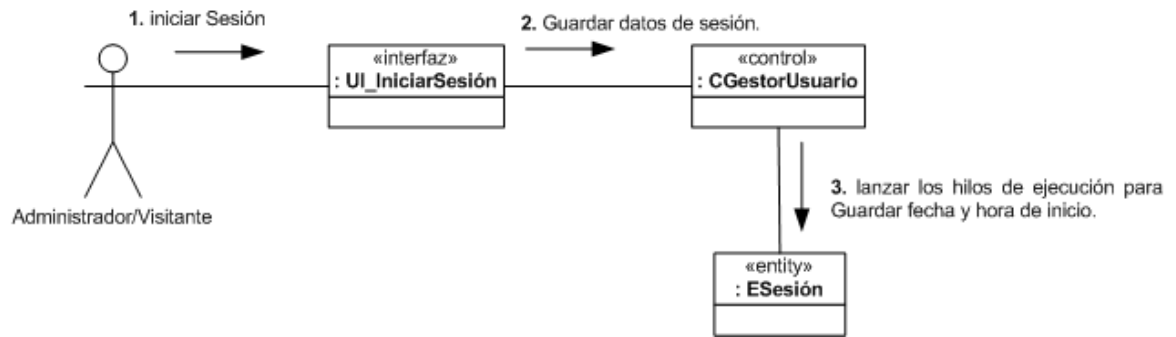 1. iniciar Sesión
2. Guardar datos de sesión.
«interfaz»
: UI_IniciarSesión
«control»
: CGestorUsuario
Administrador/Visitante
3. lanzar los hilos de ejecución para
Guardar fecha y hora de inicio.
«entity»
: ESesión